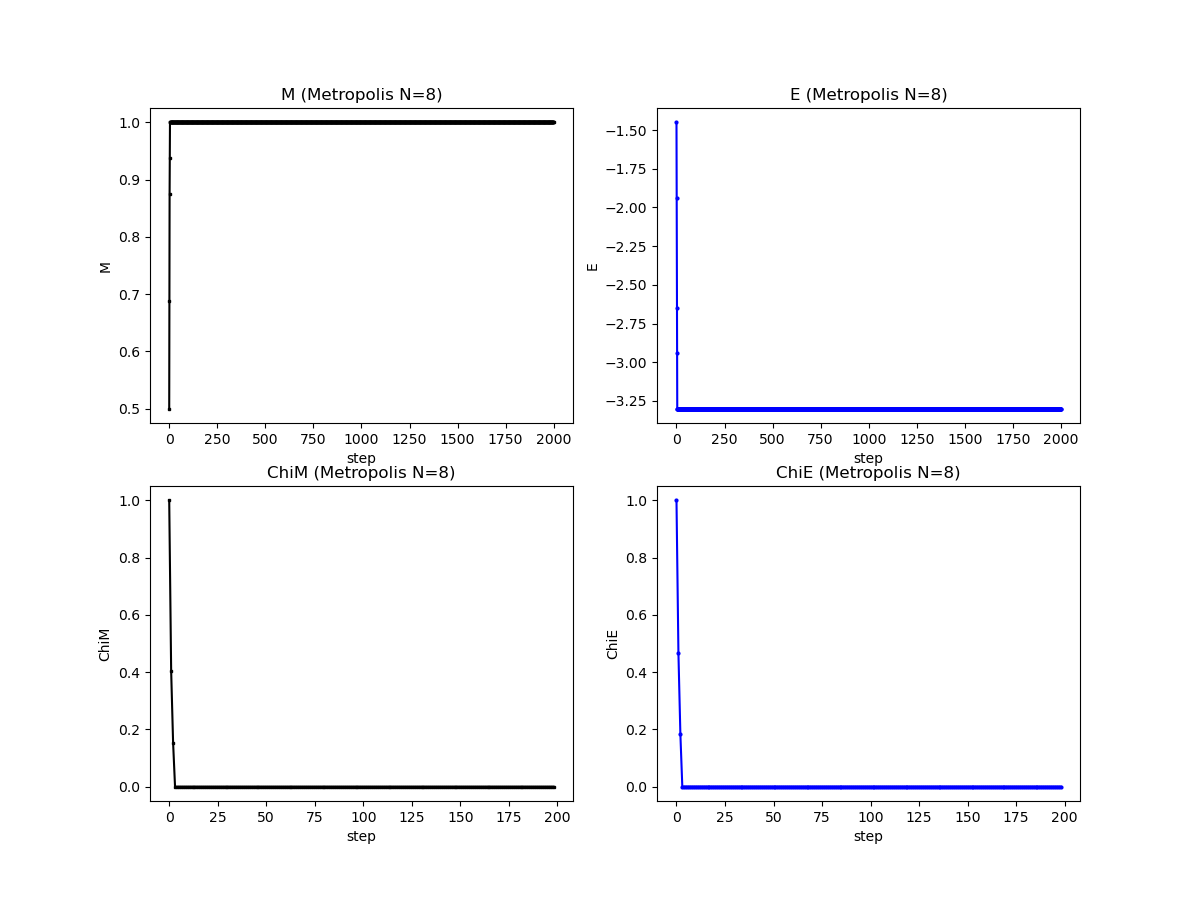 M (Metropolis N=8)
1.0
0.9
0.8
0.7
0.6
0.5
M
0 250 500 750 1000 1250 1500 1750 2000
step
E (Metropolis N=8)
−1.50
−1.75
−2.00
−2.25
−2.50
−2.75
−3.00
−3.25
E
0 250 500 750 1000 1250 1500 1750 2000
step
ChiM (Metropolis N=8)
1.0
0.8
0.6
0.4
0.2
0.0
ChiM
0 25 50 75 100 125 150 175 200
step
ChiE (Metropolis N=8)
1.0
0.8
0.6
0.4
0.2
0.0
ChiE
0 25 50 75 100 125 150 175 200
step